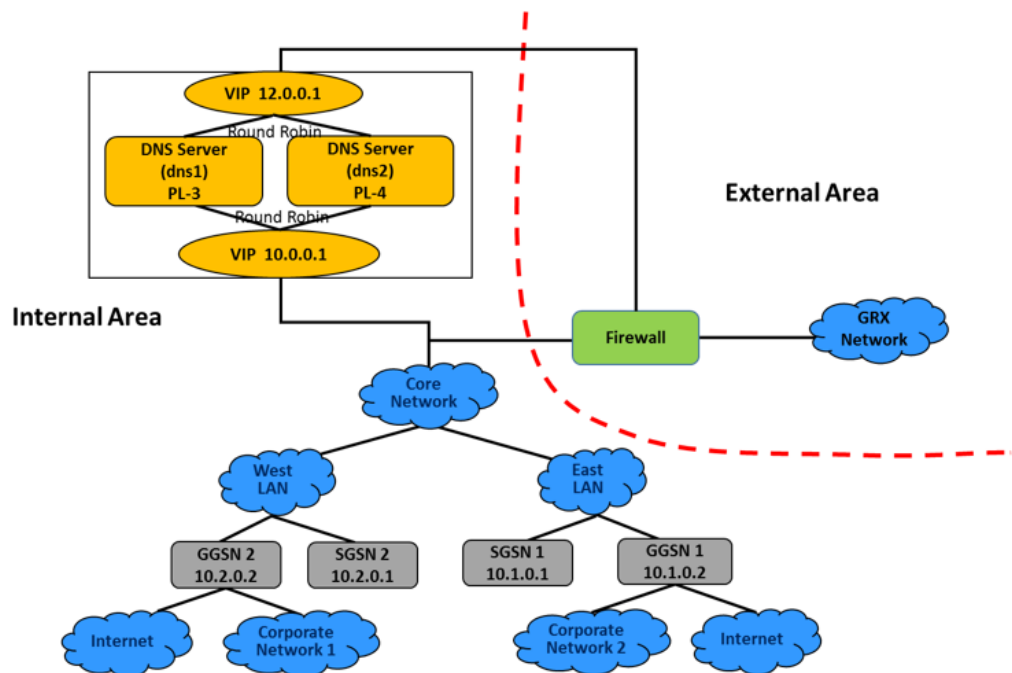 VIP 12.0.0.1
Round Robin
DNS Server
(dns1)
PL-3
DNS Server
(dns2)
PL-4
Round Robin
VIP 10.0.0.1
External Area
Internal Area
Firewall
GRX
Network
Core
Network
West
LAN
East
LAN
GGSN 2
10.2.0.2
SGSN 2
10.2.0.1
SGSN 1
10.1.0.1
GGSN 1
10.1.0.2
Internet
Corporate
Network 1
Corporate
Network 2
Internet